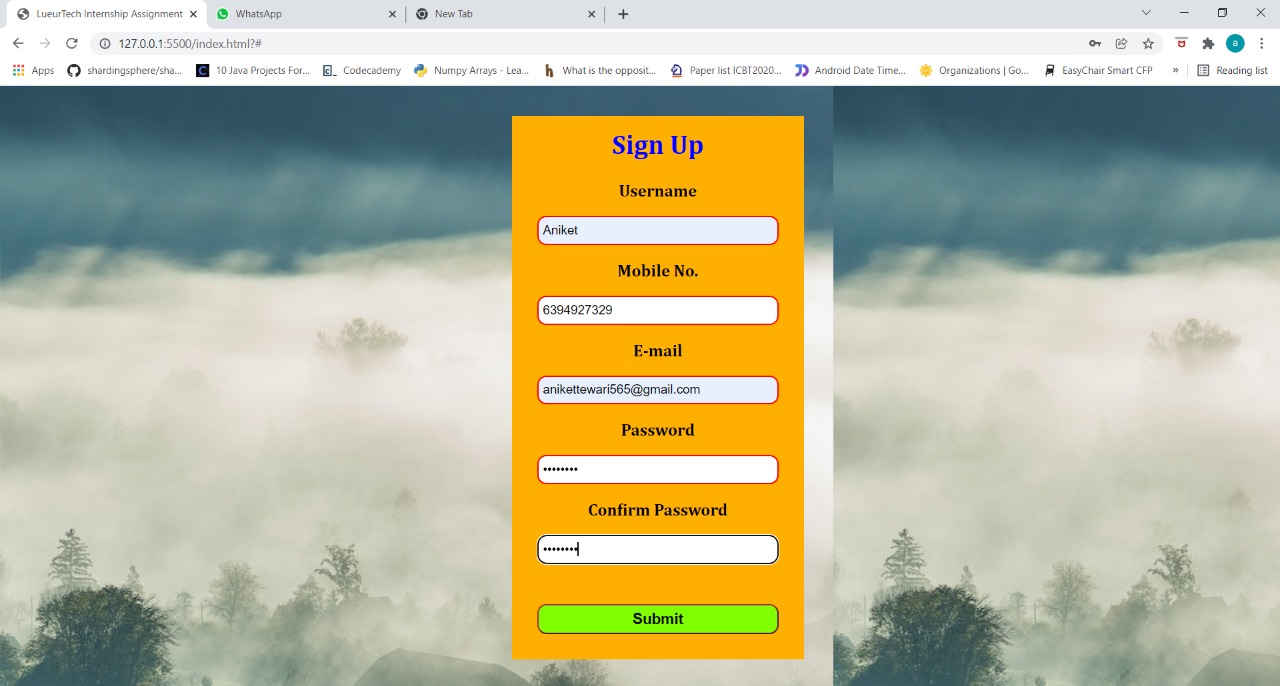 LueurTech Internship Assignment
WhatsApp
New Tab
127.0.0.1:5500/index.html?#
a
Apps
shardingsphere/sha...
10 Java Projects For...
Codecademy
Numpy Arrays - Lea...
What is the opposit...
Paper list ICBT2020...
Android Date Time...
Organizations | Go...
EasyChair Smart CFP
»
Reading list
Sign Up
Username
Aniket
Mobile No.
6394927329
E-mail
anikettewari565@gmail.com
Password
••••••••
Confirm Password
••••••••
Submit